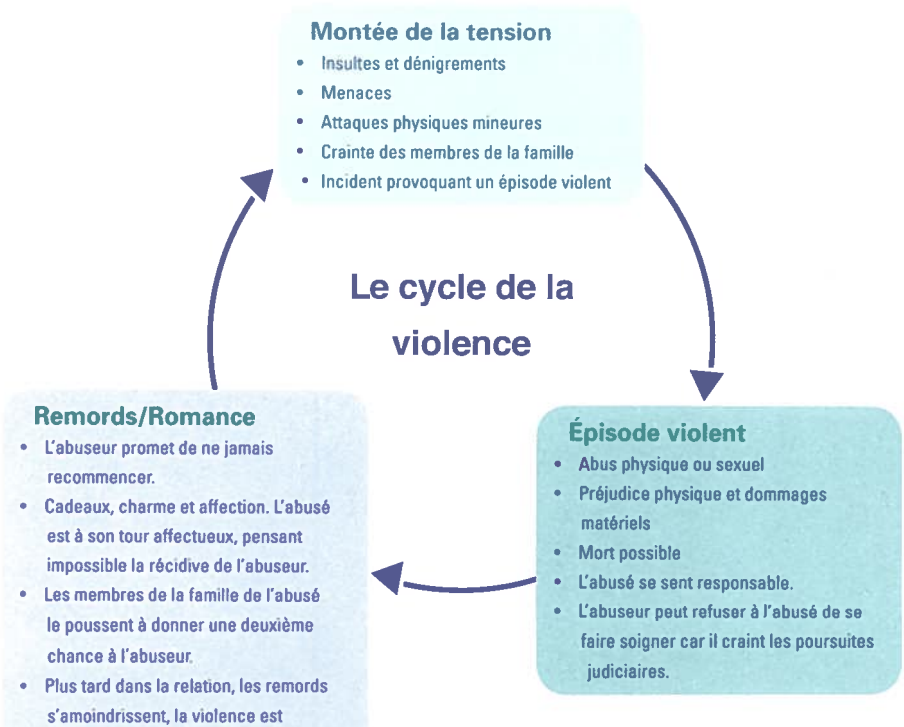 Montée de la tension
• Insultes et dénigrements
• Menaces
• Attaques physiques mineures
• Crainte des membres de la famille
• Incident provoquant un épisode violent
Le cycle de la
violence
Épisode violent
• Abus physique ou sexuel
• Préjudice physique et dommages
matériels
• Mort possible
• L'abusé se sent responsable.
• L'abuseur peut refuser à l'abusé de se
faire soigner car il craint les poursuites
judiciaires.
Remords/Romance
• L'abuseur promet de ne jamais
recommencer.
• Cadeaux, charme et affection. L'abusé
est à son tour affectueux, pensant
impossible la récidive de l'abuseur.
• Les membres de la famille de l'abusé
le poussent à donner une deuxième
chance à l'abuseur.
• Plus tard dans la relation, les remords
s'amoindrissent, la violence est